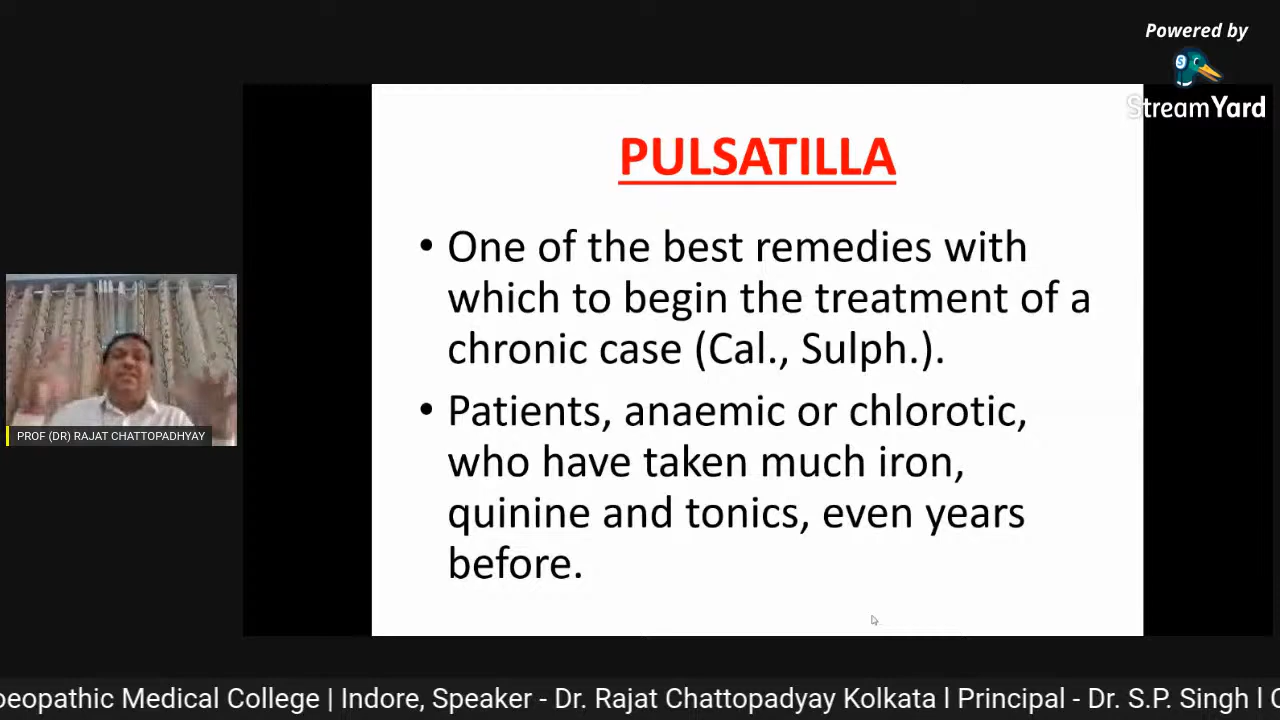 Powered by
StreamYard
PULSATILLA
• One of the best remedies with
which to begin the treatment of a
chronic case (Cal., Sulph.).
• Patients, anaemic or chlorotic,
who have taken much iron,
quinine and tonics, even years
before.
PROF (DR) RAJAT CHATTOPADHYAY
oeopathic Medical College | Indore, Speaker - Dr. Rajat Chattopadyay Kolkata l Principal - Dr. S.P. Singh l